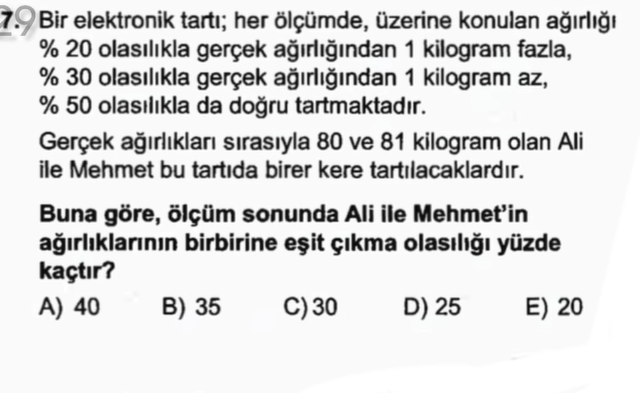 29
7. Bir elektronik tartı; her ölçümde, üzerine konulan ağırlığı
% 20 olasılıkla gerçek ağırlığından 1 kilogram fazla,
% 30 olasılıkla gerçek ağırlığından 1 kilogram az,
% 50 olasılıkla da doğru tartmaktadır.
Gerçek ağırlıkları sırasıyla 80 ve 81 kilogram olan Ali
ile Mehmet bu tartıda birer kere tartılacaklardır.
Buna göre, ölçüm sonunda Ali ile Mehmet'in
ağırlıklarının birbirine eşit çıkma olasılığı yüzde
kaçtır?
A) 40 B) 35 C) 30 D) 25 E) 20